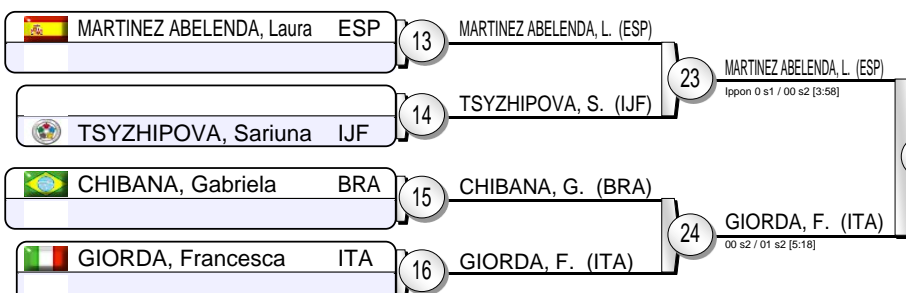 MARTINEZ ABELENDA, Laura ESP
13
MARTINEZ ABELENDA, L. (ESP)
23
MARTINEZ ABELENDA, L. (ESP)
Ippon 0 s1 / 00 s2 [3:58]
14
TSYZHIPOVA, S. (IJF)
TSYZHIPOVA, Sariuna IJF
CHIBANA, Gabriela BRA
15
CHIBANA, G. (BRA)
24
GIORDA, F. (ITA)
00 s2 / 01 s2 [5:18]
GIORDA, Francesca ITA
16
GIORDA, F. (ITA)